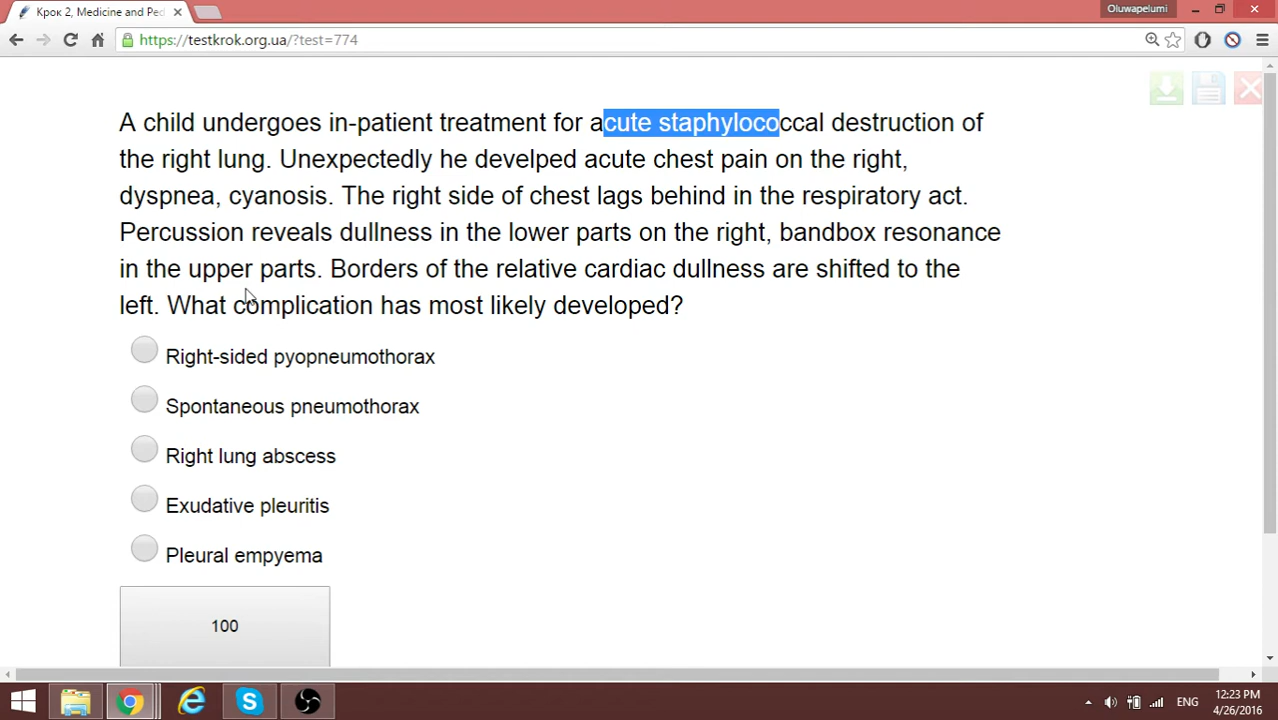 Крок 2, Medicine and Pedi
Oluwapelumi
https://testkrok.org.ua/?test=774
A child undergoes in-patient treatment for acute staphylococcal destruction of
the right lung. Unexpectedly he develped acute chest pain on the right,
dyspnea, cyanosis. The right side of chest lags behind in the respiratory act.
Percussion reveals dullness in the lower parts on the right, bandbox resonance
in the upper parts. Borders of the relative cardiac dullness are shifted to the
left. What complication has most likely developed?
Right-sided pyopneumothorax
Spontaneous pneumothorax
Right lung abscess
Exudative pleuritis
Pleural empyema
100
ENG
12:23 PM
4/26/2016